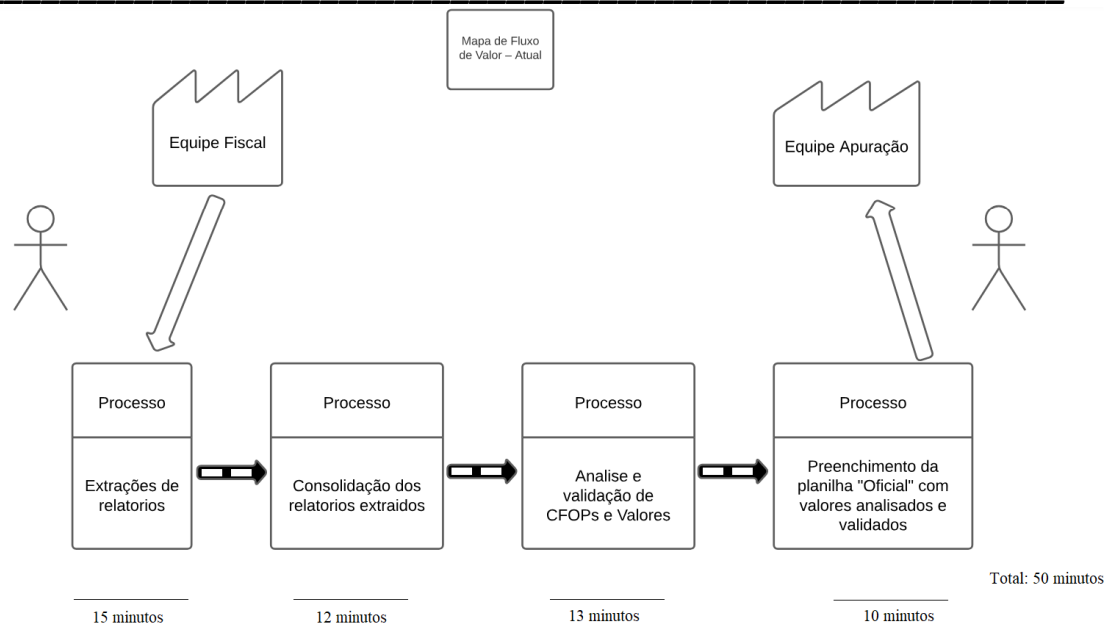 Mapa de Fluxo
de Valor – Atual
Equipe Fiscal
Equipe Apuração
Processo
Extrações de
relatorios
Processo
Consolidação dos
relatorios extraidos
Processo
Analise e
validação de
CFOPs e Valores
Processo
Preenchimento da
planilha "Oficial" com
valores analisados e
validados
Total: 50 minutos
15 minutos
12 minutos
13 minutos
10 minutos